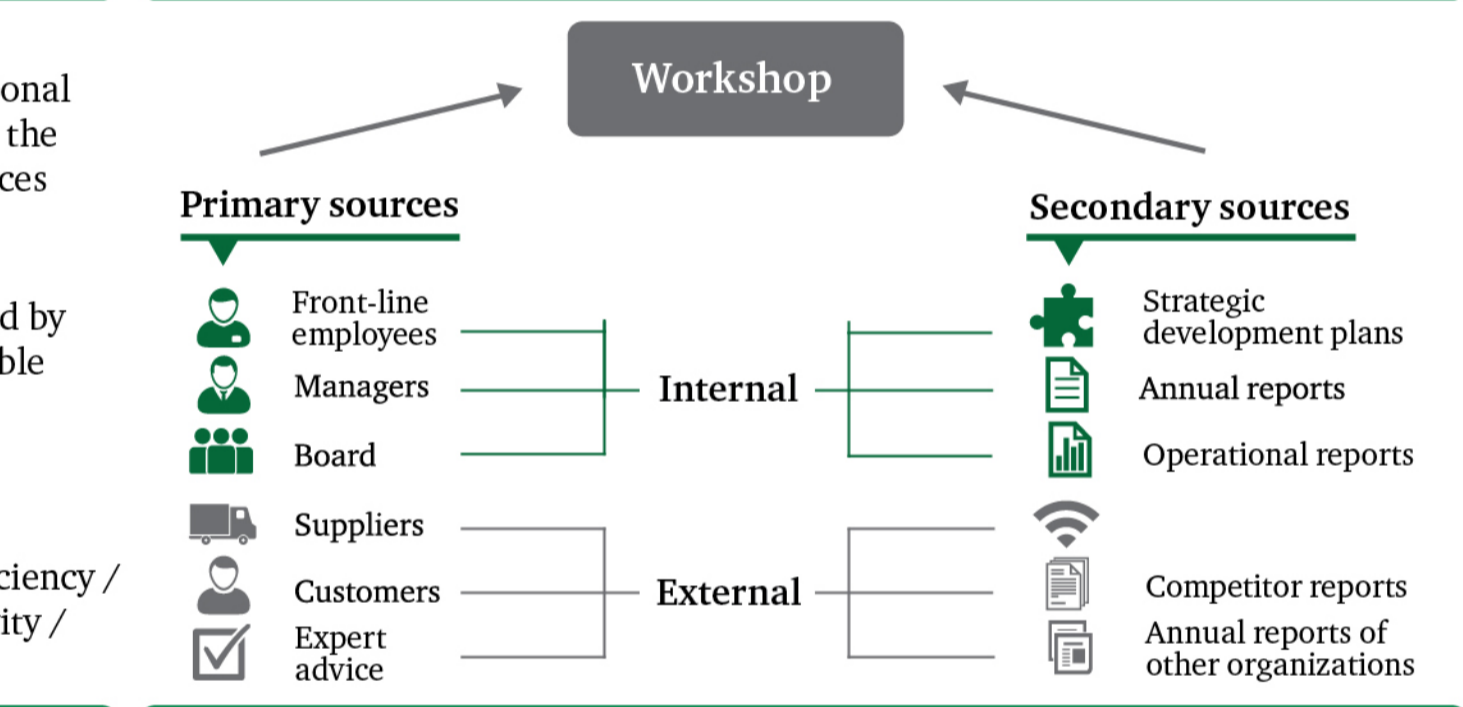 onal
the
ces
d by
ble
ciency /
ity /
Workshop
Primary sources
Front-line
employees
Managers
Board
Suppliers
Customers
Expert
advice
Internal
External
Secondary sources
Strategic
development plans
Annual reports
Operational reports
Competitor reports
Annual reports of
other organizations